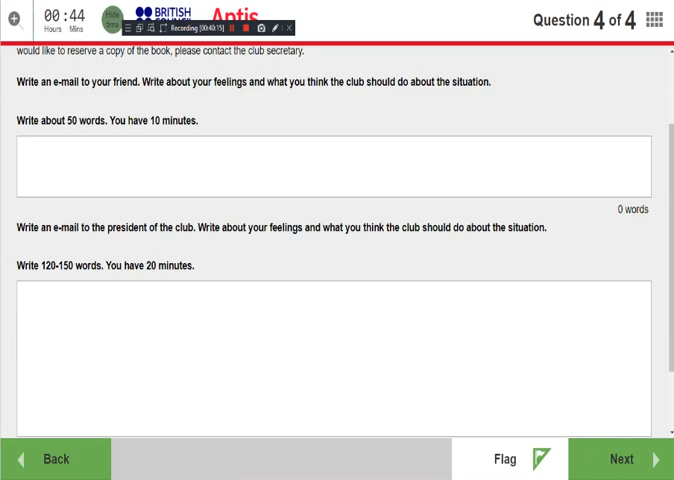 00:44
Hours Mins
Hide
time
BRITISH
COUNCIL
Aptis
Recording [00:40:15]
Question 4 of 4
would like to reserve a copy of the book, please contact the club secretary.
Write an e-mail to your friend. Write about your feelings and what you think the club should do about the situation.
Write about 50 words. You have 10 minutes.
0 words
Write an e-mail to the president of the club. Write about your feelings and what you think the club should do about the situation.
Write 120-150 words. You have 20 minutes.
Back
Flag
Next